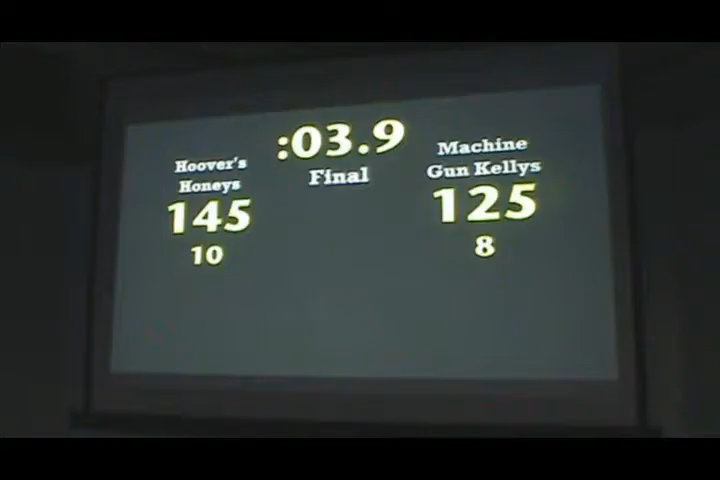 :03.9
Final
Hoover's
Honeys
145
10
Machine
Gun Kellys
125
8